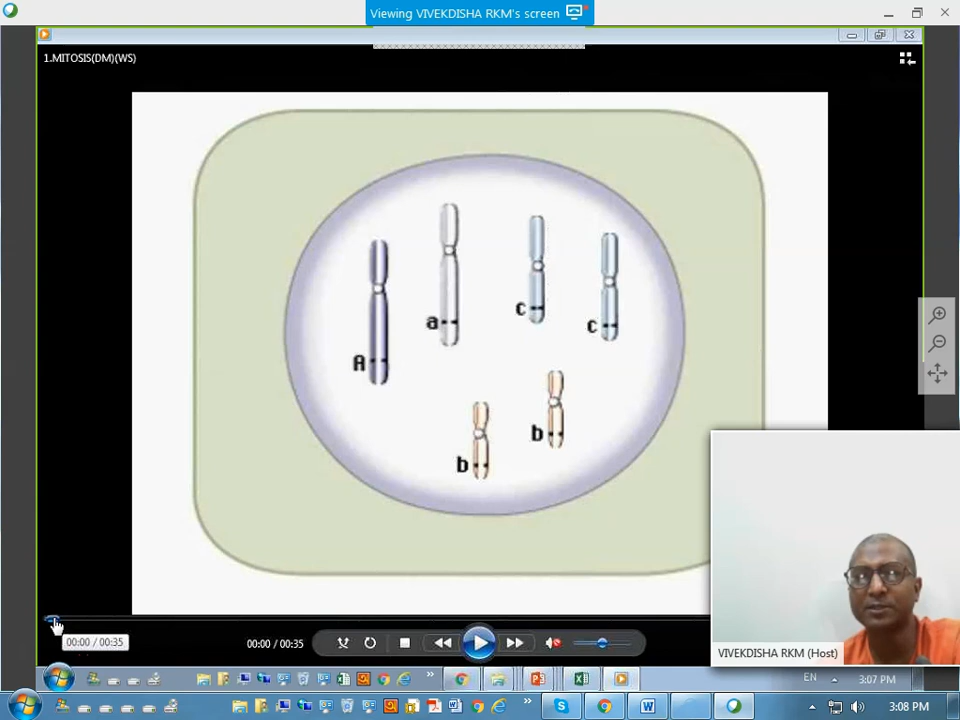 Viewing VIVEKDISHA RKM's screen
1.MITOSIS(DM)(WS)
a
c
c
A
b
b
00:00 / 00:35
00:00 / 00:35
VIVEKDISHA RKM (Host)
EN
3:07 PM
3:08 PM